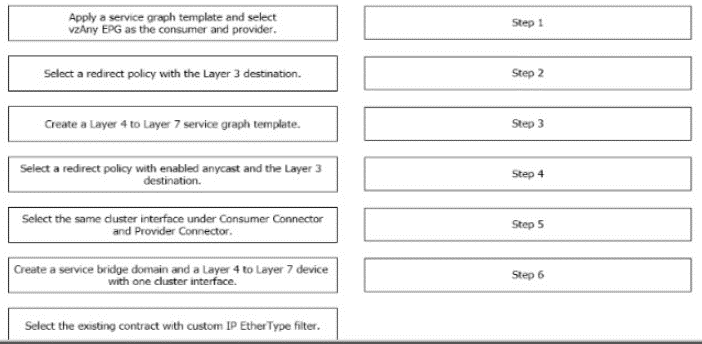 Apply a service graph template and select
vzAny EPG as the consumer and provider.
Select a redirect policy with the Layer 3 destination.
Create a Layer 4 to Layer 7 service graph template.
Select a redirect policy with enabled anycast and the Layer 3
destination.
Select the same cluster interface under Consumer Connector
and Provider Connector.
Create a service bridge domain and a Layer 4 to Layer 7 device
with one cluster interface.
Select the existing contract with custom IP EtherType filter.
Step 1
Step 2
Step 3
Step 4
Step 5
Step 6